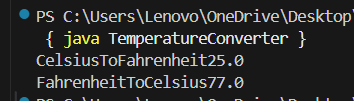 PS C:\Users\Lenovo\OneDrive\Desktop\
{ java TemperatureConverter }
CelsiusToFahrenheit25.0
FahrenheitToCelsius77.0